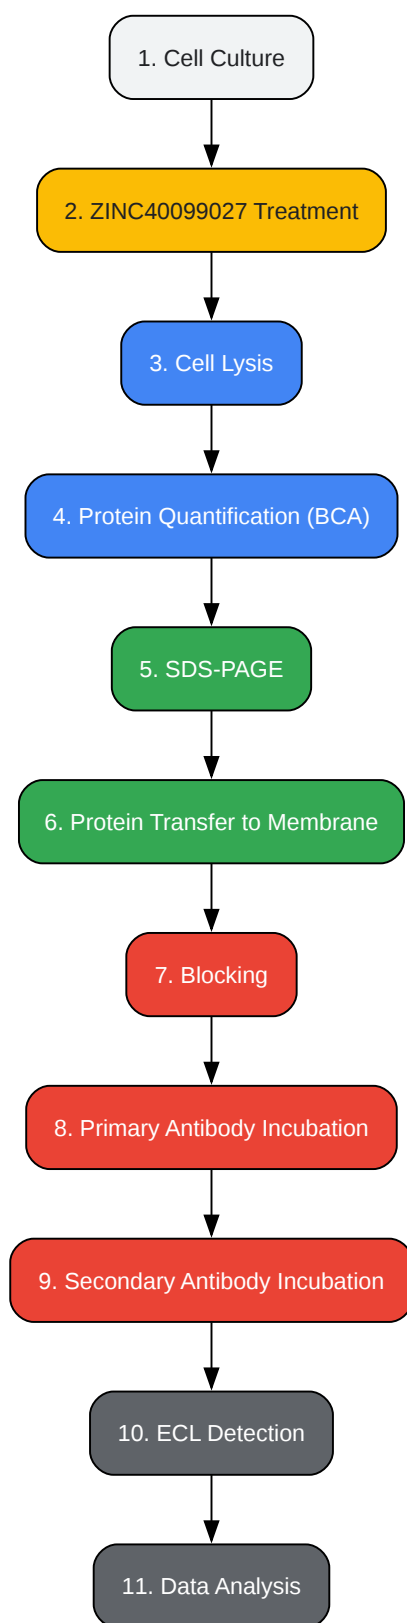 1. Cell Culture
2. ZINC40099027 Treatment
3. Cell Lysis
4. Protein Quantification (BCA)
5. SDS-PAGE
6. Protein Transfer to Membrane
7. Blocking
8. Primary Antibody Incubation
9. Secondary Antibody Incubation
10. ECL Detection
11. Data Analysis